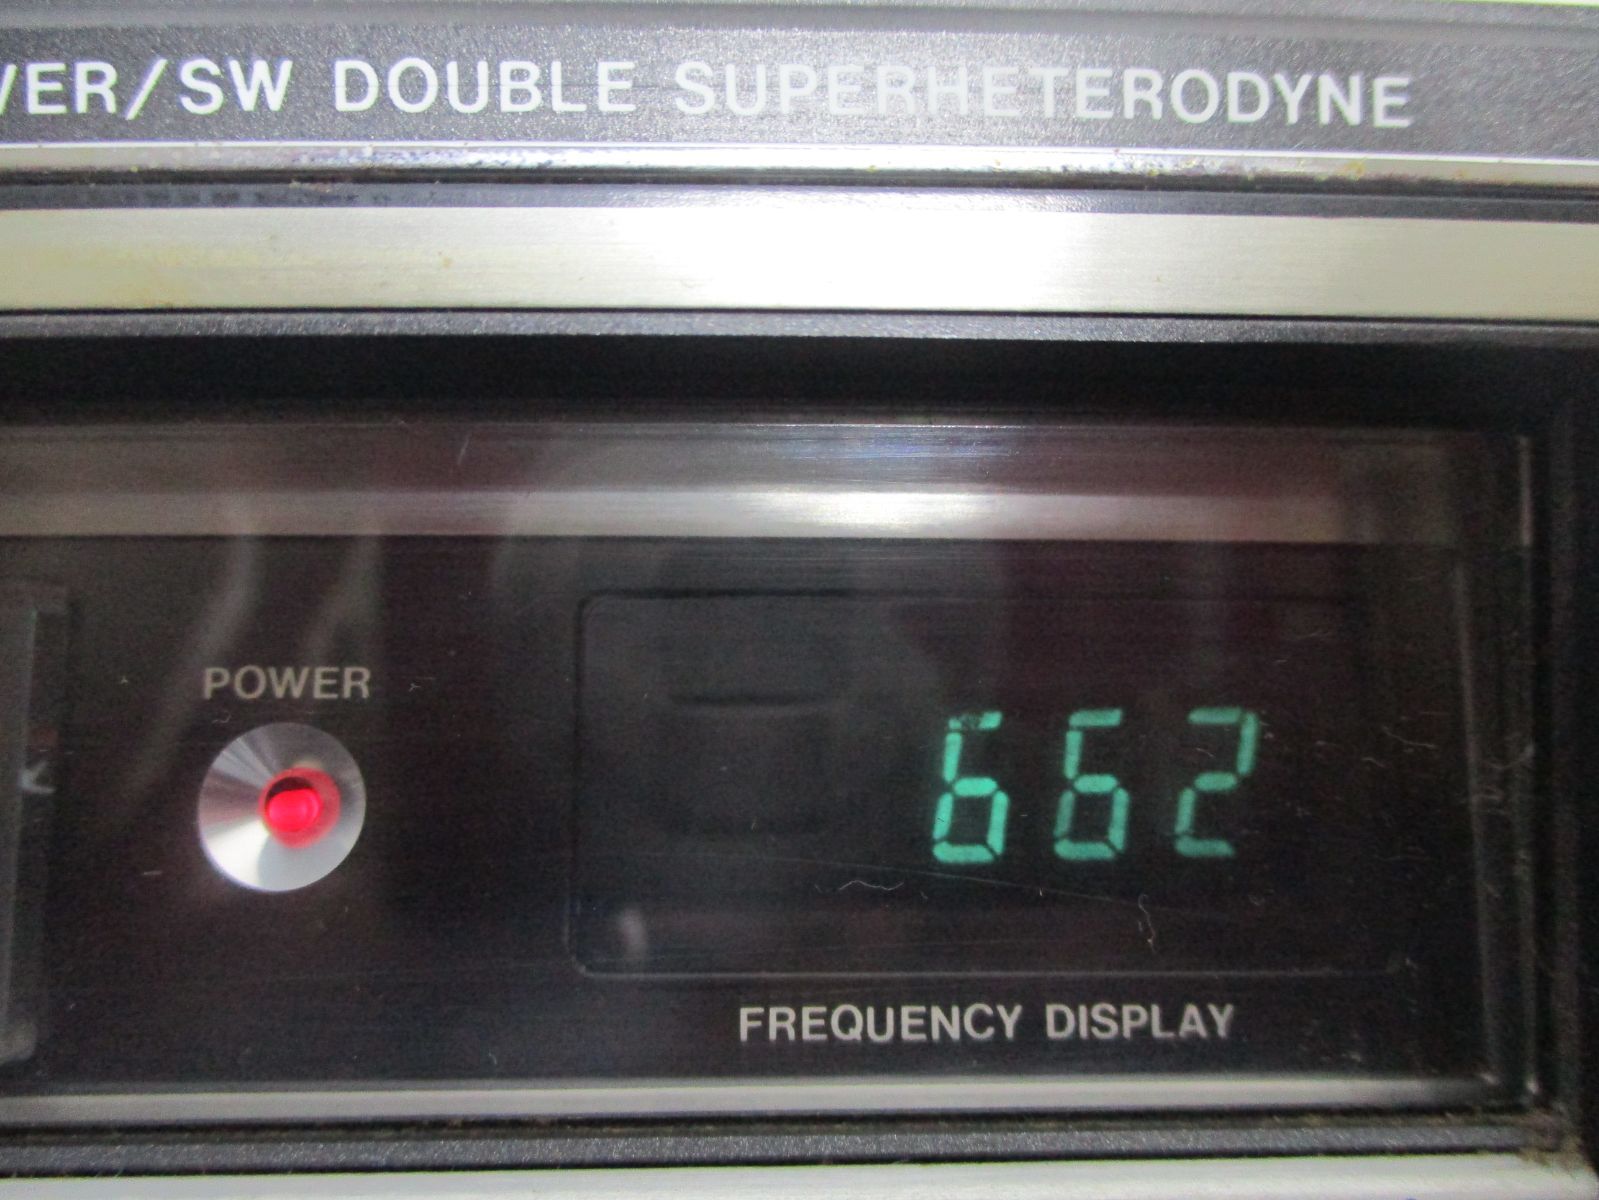 VER/SW DOUBLE SUPERHETERODYNE
POWER
662
FREQUENCY DISPLAY